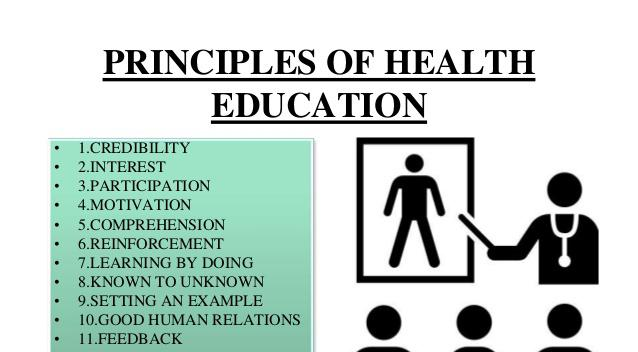 PRINCIPLES OF HEALTH
EDUCATION
• 1.CREDIBILITY
• 2.INTEREST
• 3.PARTICIPATION
• 4.MOTIVATION
• 5.COMPREHENSION
• 6.REINFORCEMENT
• 7.LEARNING BY DOING
• 8.KNOWN TO UNKNOWN
• 9.SETTING AN EXAMPLE
• 10.GOOD HUMAN RELATIONS
• 11.FEEDBACK